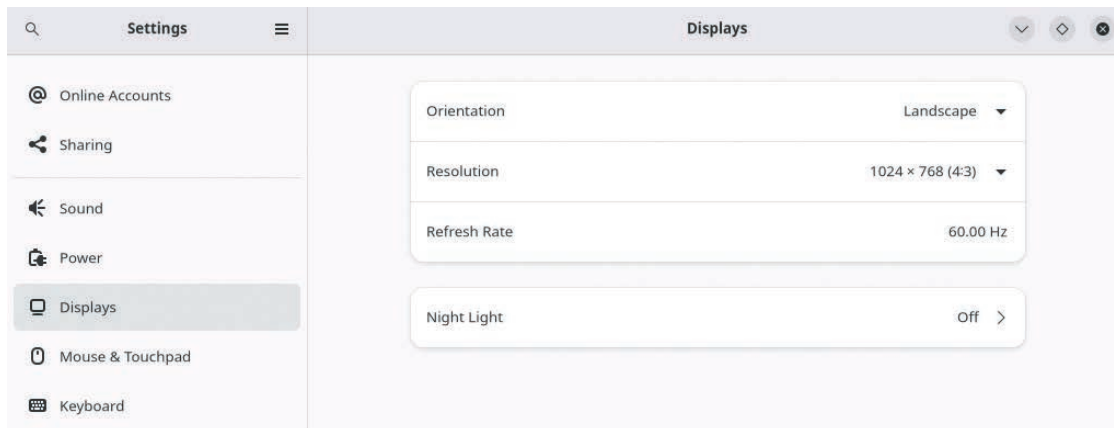 Settings
Displays
Online Accounts
Sharing
Sound
Power
Displays
Mouse & Touchpad
Keyboard
Orientation Landscape
Resolution 1024 × 768 (4:3)
Refresh Rate 60.00 Hz
Night Light Off